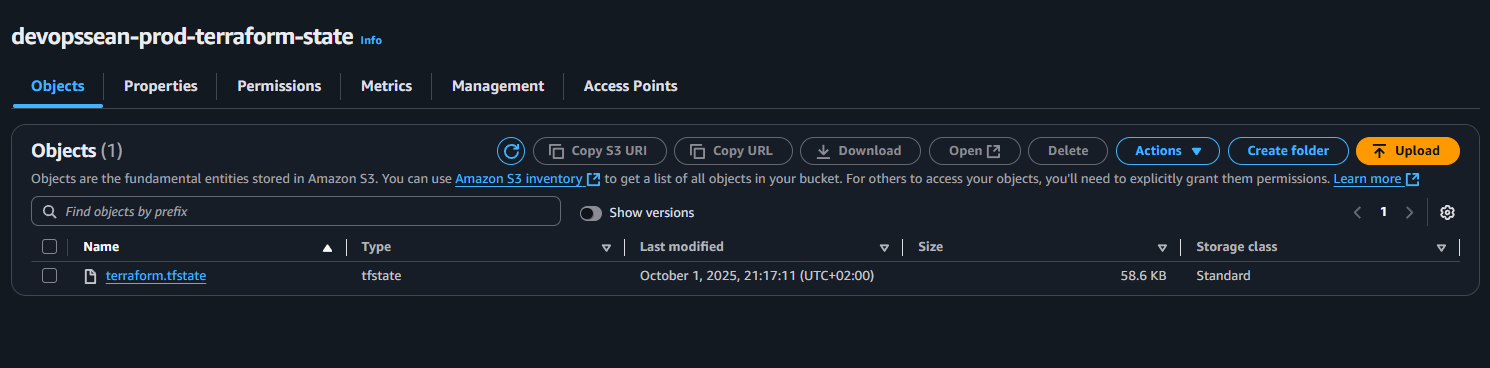 devopssean-prod-terraform-state Info
Objects Properties Permissions Metrics Management Access Points
Objects (1) Copy S3 URI Copy URL Download Open Delete Actions Create folder Upload
Objects are the fundamental entities stored in Amazon S3. You can use Amazon S3 inventory to get a list of all objects in your bucket. For others to access your objects, you'll need to explicitly grant them permissions. Learn more
Find objects by prefix Show versions 1
Name Type Last modified Size Storage class
terraform.tfstate tfstate October 1, 2025, 21:17:11 (UTC+02:00) 58.6 KB Standard